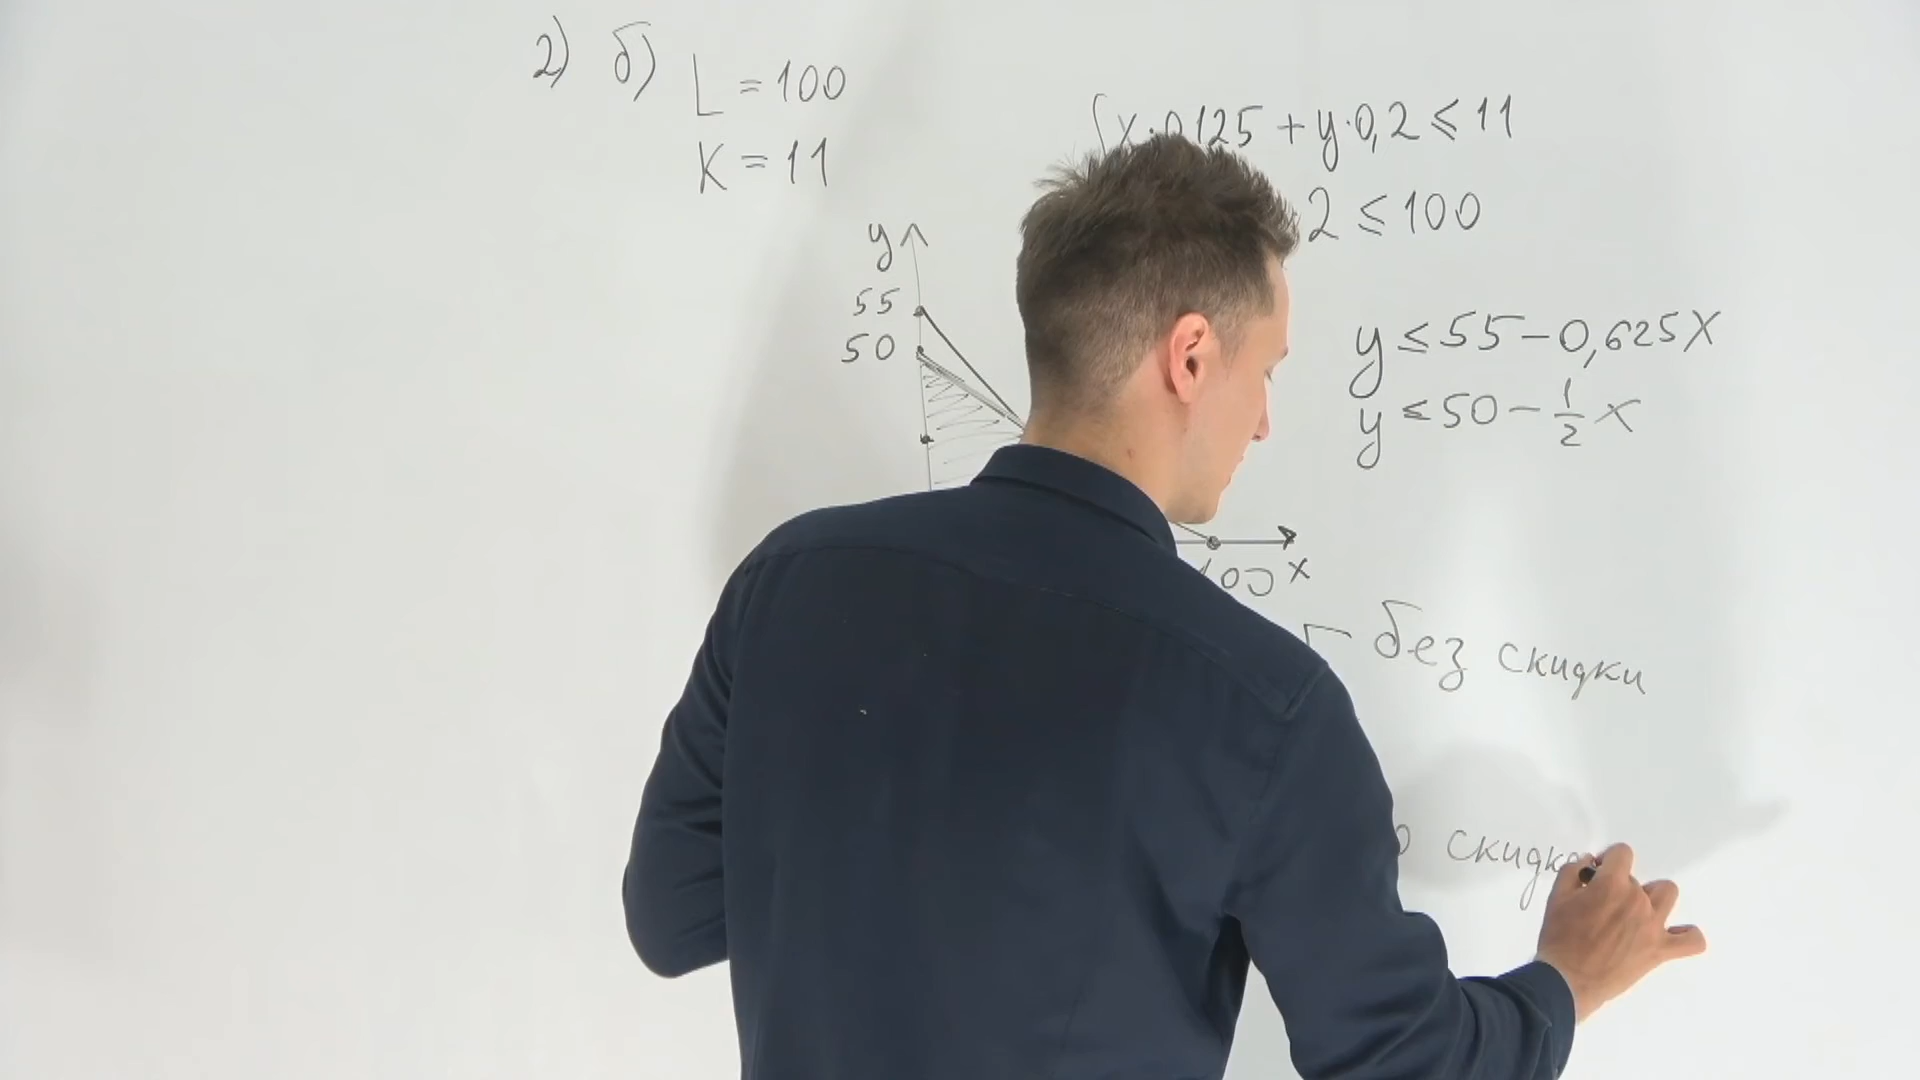 2) б) L = 100
K = 11
x·0,125 + y·0,2 ≤ 11
2 ≤ 100
y
55
50
y ≤ 55 - 0,625x
y ≤ 50 - 1/2 x
100 x
без скидки
скидк